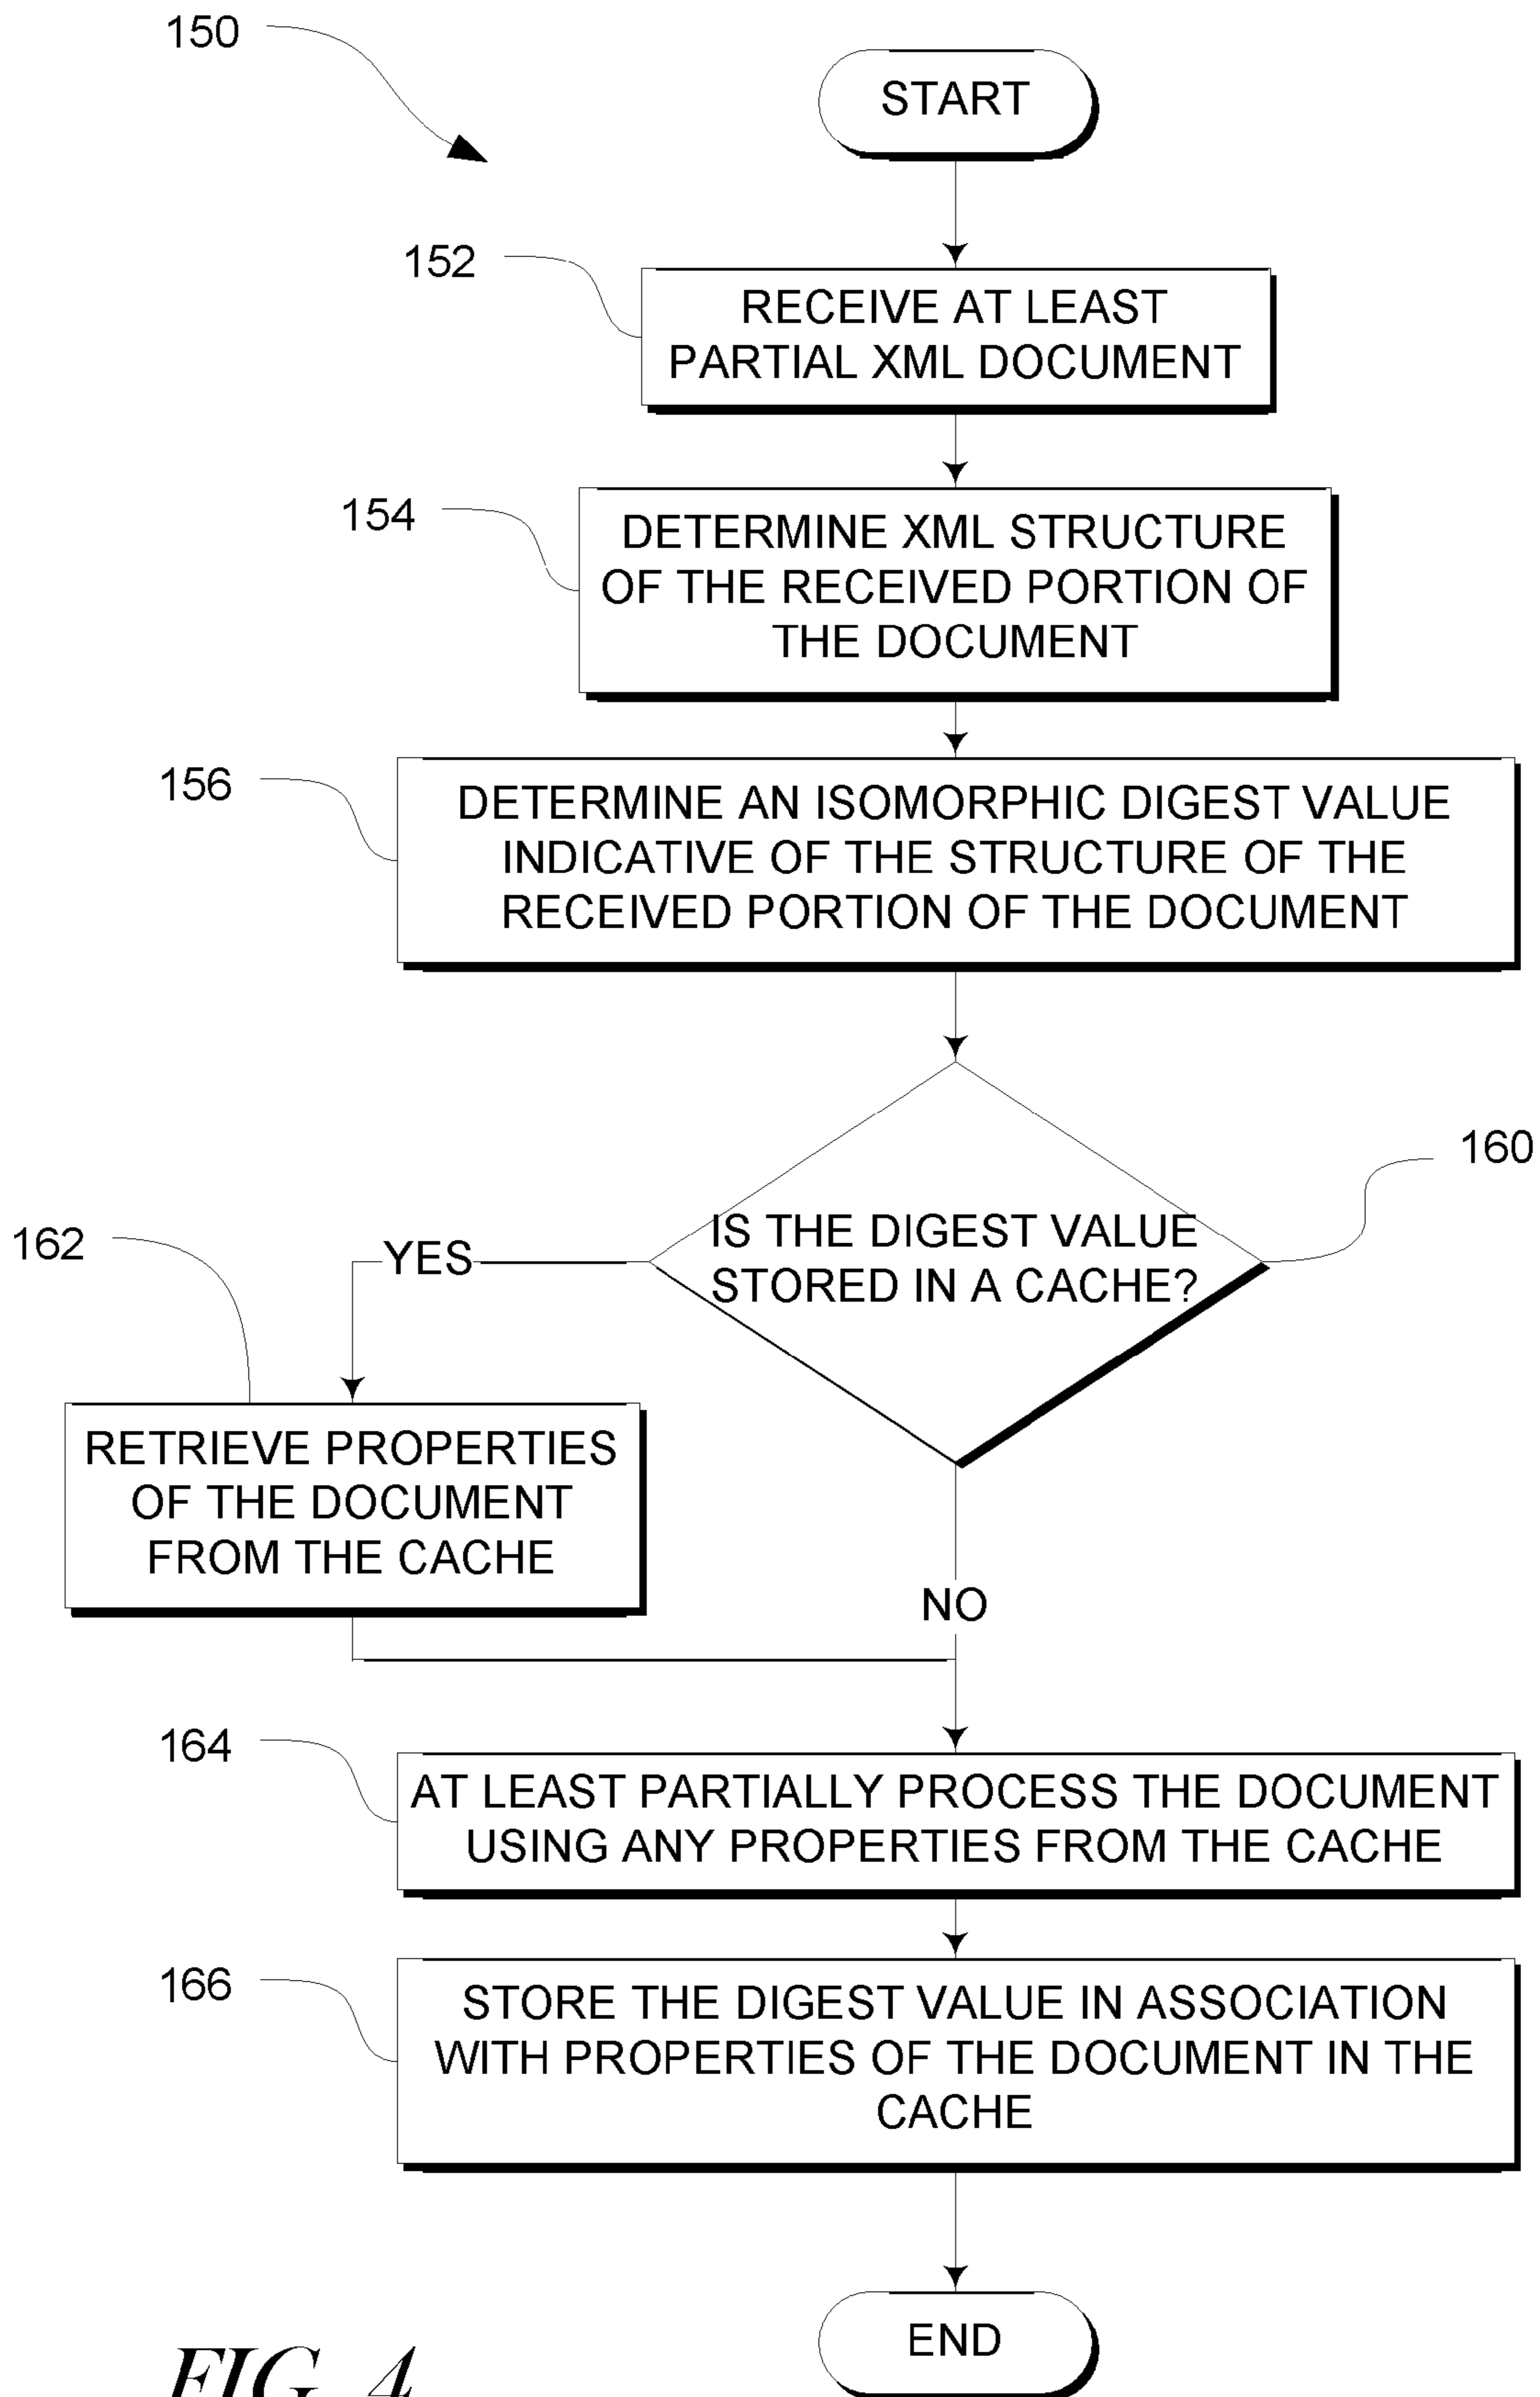 150
START
152
RECEIVE AT LEAST
PARTIAL XML DOCUMENT
154
DETERMINE XML STRUCTURE
OF THE RECEIVED PORTION OF
THE DOCUMENT
156
DETERMINE AN ISOMORPHIC DIGEST VALUE
INDICATIVE OF THE STRUCTURE OF THE
RECEIVED PORTION OF THE DOCUMENT
160
IS THE DIGEST VALUE
STORED IN A CACHE?
162
YES
RETRIEVE PROPERTIES
OF THE DOCUMENT
FROM THE CACHE
NO
164
AT LEAST PARTIALLY PROCESS THE DOCUMENT
USING ANY PROPERTIES FROM THE CACHE
166
STORE THE DIGEST VALUE IN ASSOCIATION
WITH PROPERTIES OF THE DOCUMENT IN THE
CACHE
END
FIG. 4